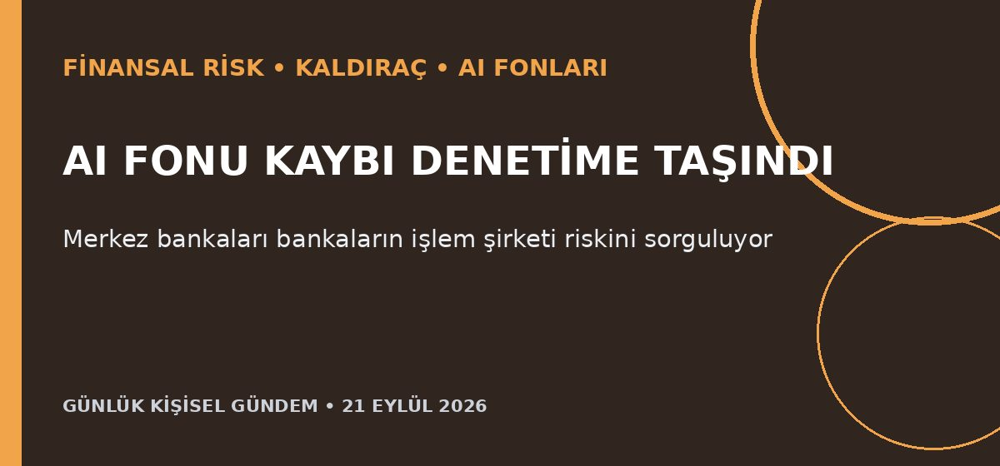 FİNANSAL RİSK • KALDIRAÇ • AI FONLARI
AI FONU KAYBI DENETİME TAŞINDI
Merkez bankaları bankaların işlem şirketi riskini sorguluyor
GÜNLÜK KİŞİSEL GÜNDEM • 21 EYLÜL 2026